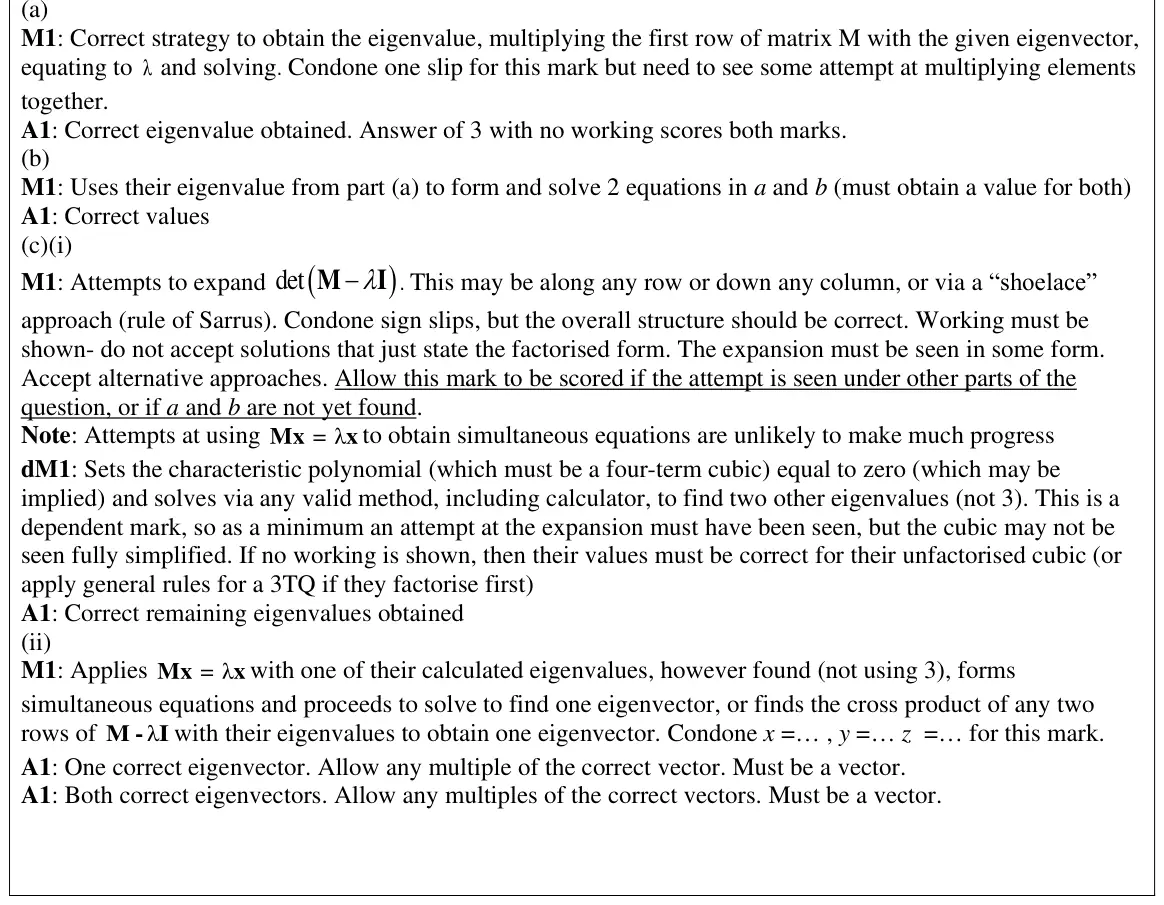 (a)
M1: Correct strategy to obtain the eigenvalue, multiplying the first row of matrix M with the given eigenvector,
equating to λ and solving. Condone one slip for this mark but need to see some attempt at multiplying elements
together.
A1: Correct eigenvalue obtained. Answer of 3 with no working scores both marks.
(b)
M1: Uses their eigenvalue from part (a) to form and solve 2 equations in a and b (must obtain a value for both)
A1: Correct values
(c)(i)
M1: Attempts to expand det(M − λI). This may be along any row or down any column, or via a “shoelace”
approach (rule of Sarrus). Condone sign slips, but the overall structure should be correct. Working must be
shown- do not accept solutions that just state the factorised form. The expansion must be seen in some form.
Accept alternative approaches. Allow this mark to be scored if the attempt is seen under other parts of the
question, or if a and b are not yet found.
Note: Attempts at using Mx = λx to obtain simultaneous equations are unlikely to make much progress
dM1: Sets the characteristic polynomial (which must be a four-term cubic) equal to zero (which may be
implied) and solves via any valid method, including calculator, to find two other eigenvalues (not 3). This is a
dependent mark, so as a minimum an attempt at the expansion must have been seen, but the cubic may not be
seen fully simplified. If no working is shown, then their values must be correct for their unfactorised cubic (or
apply general rules for a 3TQ if they factorise first)
A1: Correct remaining eigenvalues obtained
(ii)
M1: Applies Mx = λx with one of their calculated eigenvalues, however found (not using 3), forms
simultaneous equations and proceeds to solve to find one eigenvector, or finds the cross product of any two
rows of M - λI with their eigenvalues to obtain one eigenvector. Condone x =… , y =… z =… for this mark.
A1: One correct eigenvector. Allow any multiple of the correct vector. Must be a vector.
A1: Both correct eigenvectors. Allow any multiples of the correct vectors. Must be a vector.